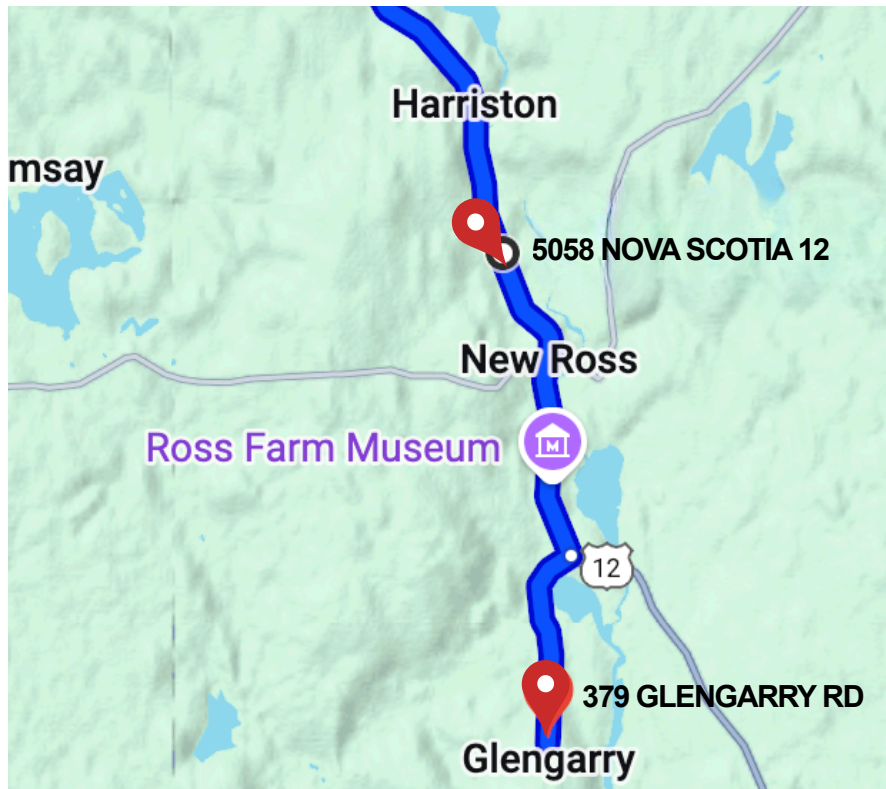 Harriston
msay
5058 NOVA SCOTIA 12
New Ross
Ross Farm Museum
M
12
379 GLENGARRY RD
Glengarry